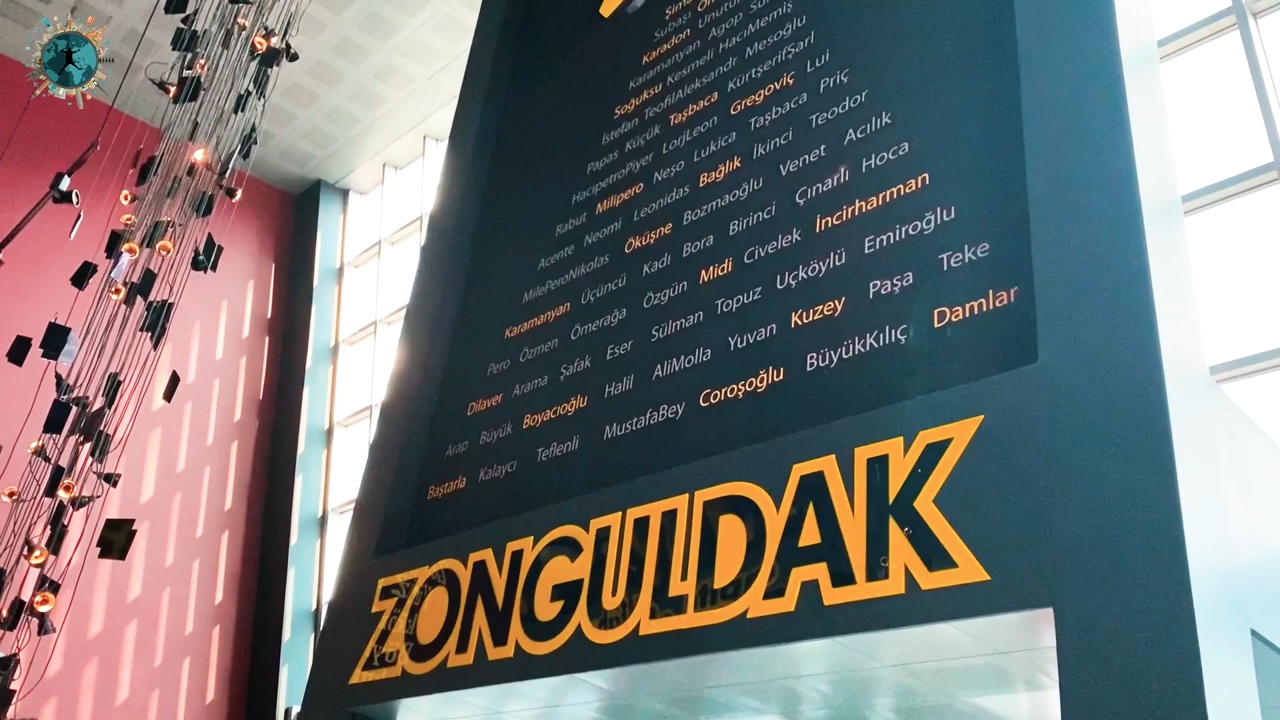 Subası
Karadon
Karamanyan Agop
Soğuksu Kesmeli HacıMemiş
İstefan TeofilAleksandr Mesoğlu
Papas Küçük Taşbaca KürtşerifŞarl
HacıpetroPiyer LorjLeon Gregoviç Lui
Rabut Milipero Neşo Lukica Taşbaca Priç
Acente Neomi Leonidas Bağlık İkinci Teodor
MilePeroNikolas Öküşne Bozmaoğlu Venet Acılık
Karamanyan Üçüncü Kadı Bora Birinci Çınarlı Hoca
Pero Özmen Ömerağa Özgün Midi Civelek İncirharman
Dilaver Arama Şafak Eser Sülman Topuz Uçköylü Emiroğlu
Arap Büyük Boyacıoğlu Halil AliMolla Yuvan Kuzey Paşa Teke
Baştarla Kalaycı Teflenli MustafaBey Coroşoğlu BüyükKılıç Damlar
ZONGULDAK